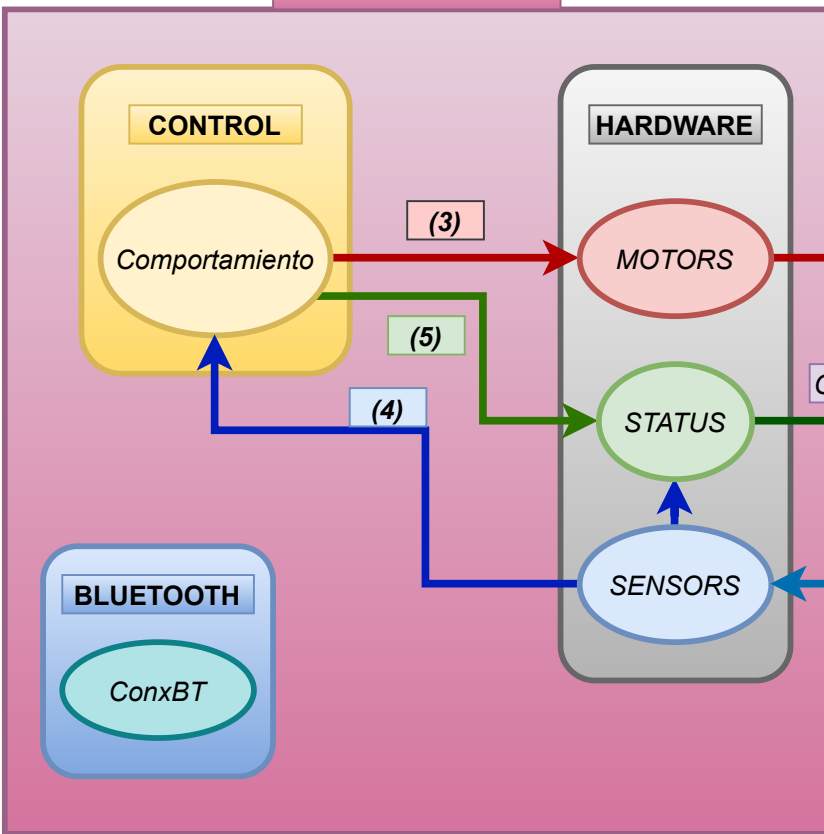 CONTROL
HARDWARE
Comportamiento
(3)
MOTORS
(5)
(4)
STATUS
SENSORS
BLUETOOTH
ConxBT